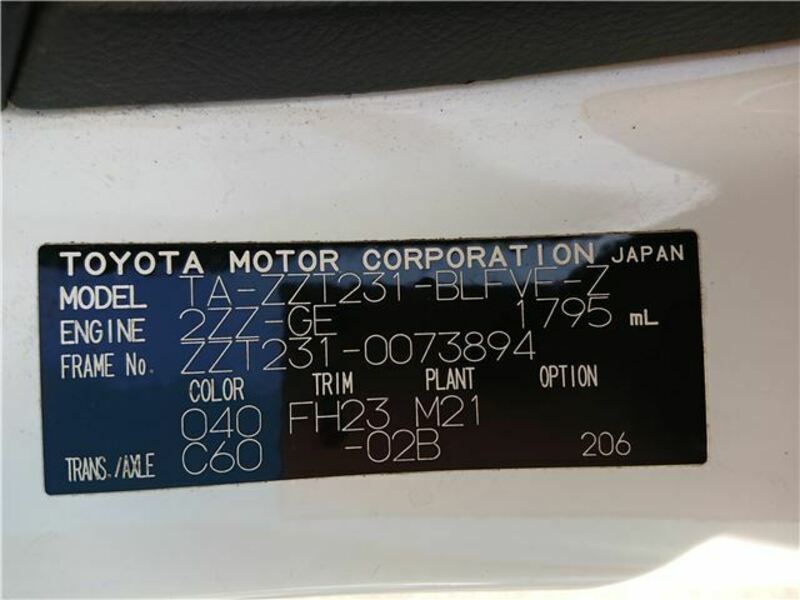 TOYOTA MOTOR CORPORATION JAPAN
MODEL TA-ZZT231-BLFVF-Z
ENGINE 2ZZ-GE 1795 mL
FRAME No. ZZT231-0073894
COLOR TRIM PLANT OPTION
040 FH23 M21
TRANS./AXLE C60 -02B 206